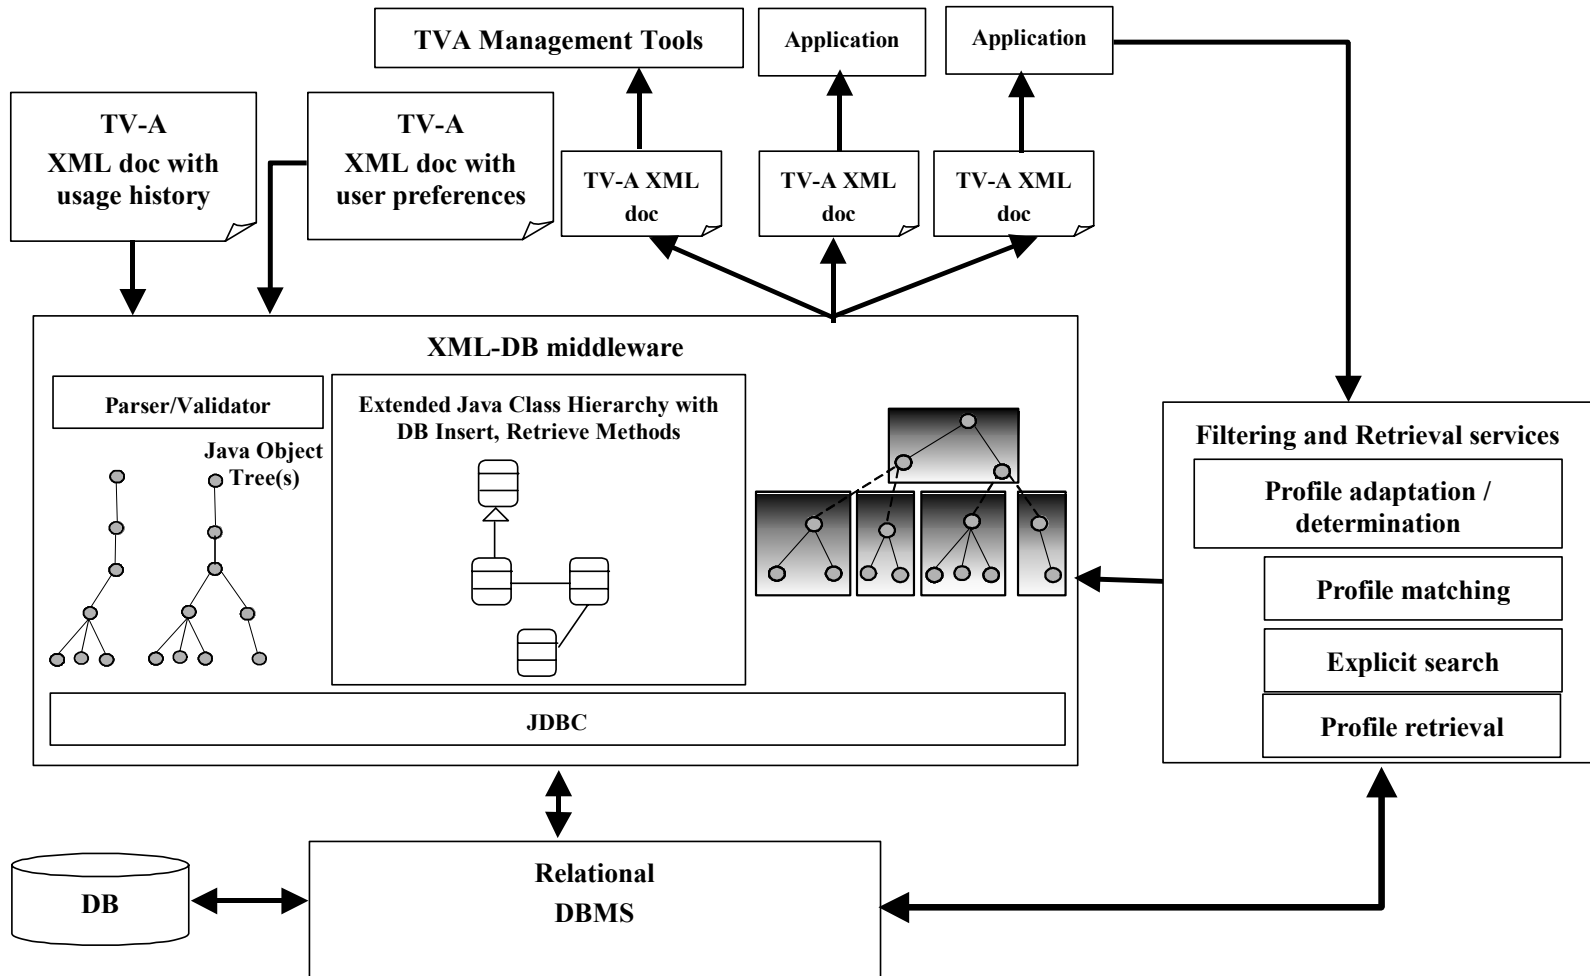 TVA Management Tools
Application
Application
TV-A
XML doc with
usage history
TV-A
XML doc with
user preferences
TV-A XML
doc
TV-A XML
doc
TV-A XML
doc
XML-DB middleware
Parser/Validator
Java Object
Tree(s)
Extended Java Class Hierarchy with
DB Insert, Retrieve Methods
JDBC
Filtering and Retrieval services
Profile adaptation /
determination
Profile matching
Explicit search
Profile retrieval
DB
Relational
DBMS